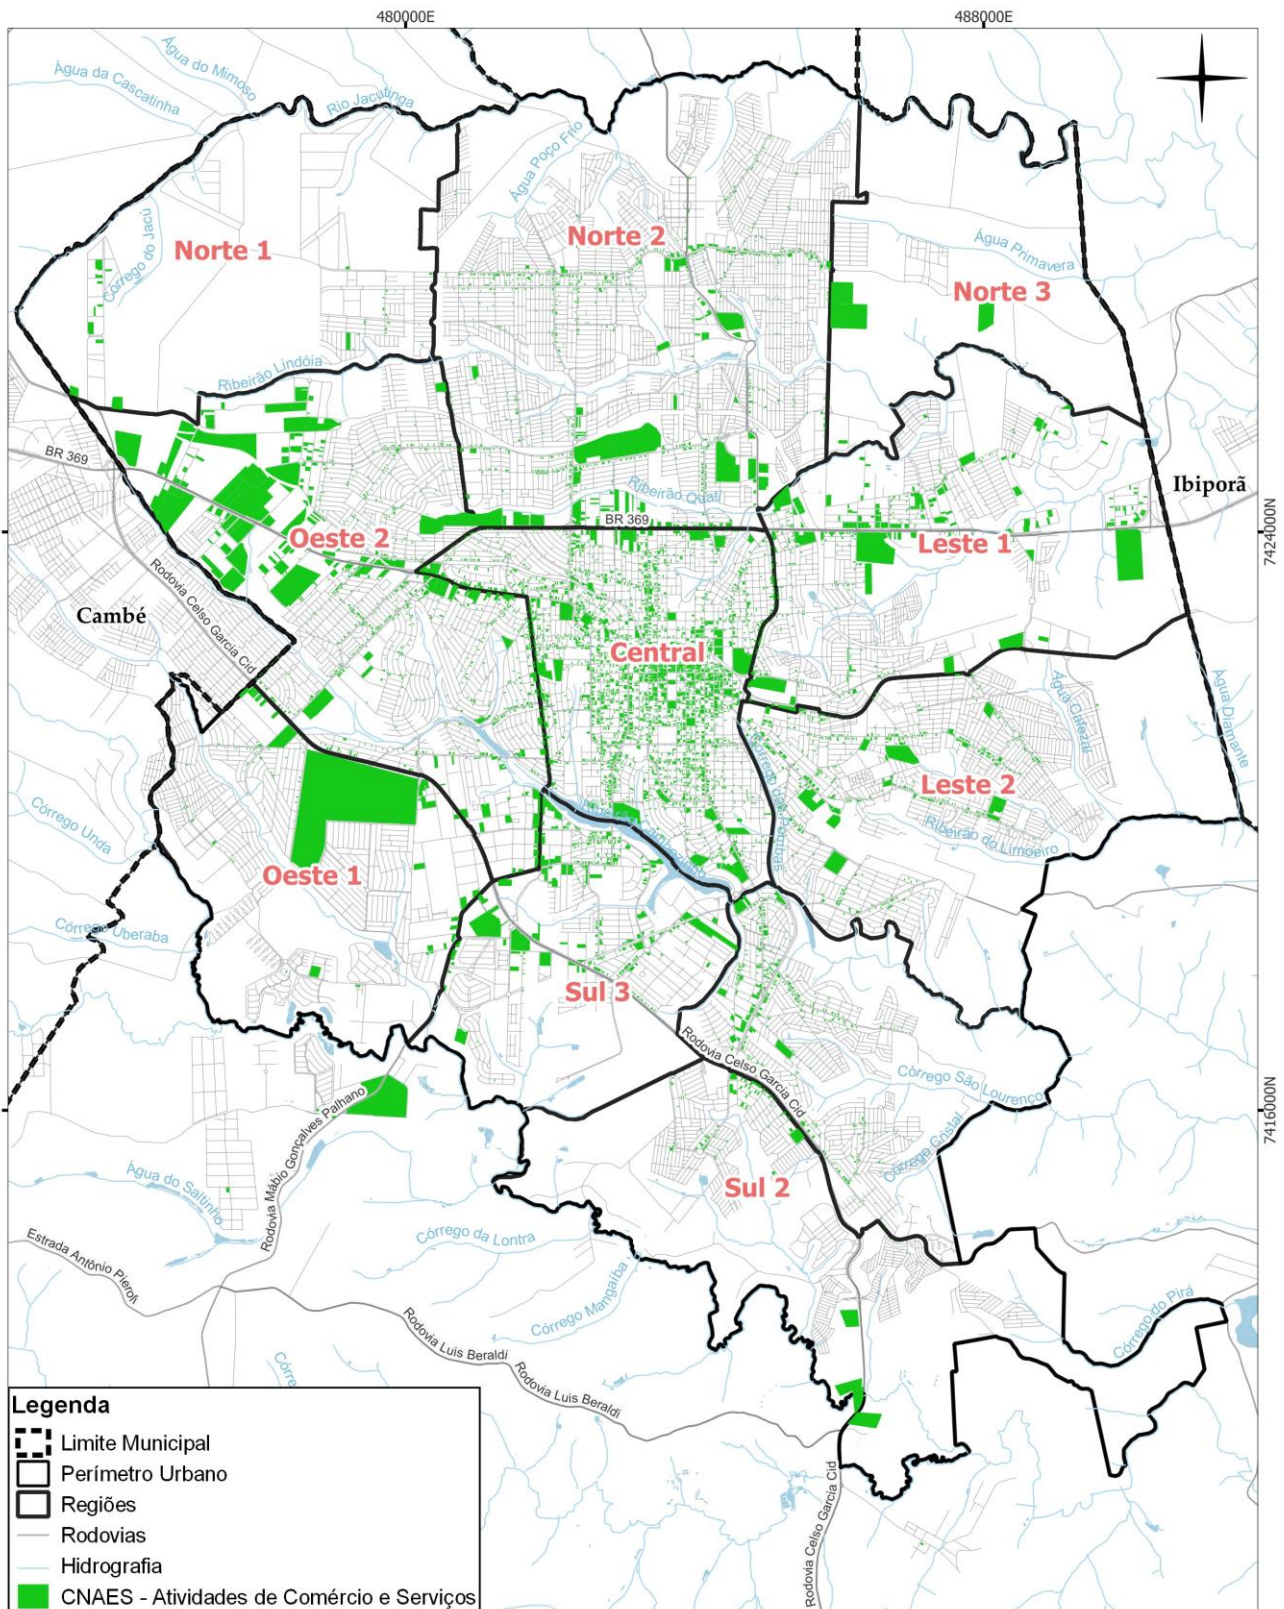 480000E
488000E
Água do Mimoso
Água da Cascatinha
Rio Jacutinga
Água Poço Frio
Córrego do Jacu
Norte 1
Norte 2
Água Primavera
Norte 3
Ribeirão Lindóia
BR 369
Ribeirão Quati
Ibiporã
BR 369
Oeste 2
Leste 1
7424000N
Rodovia Celso Garcia Cid
Cambé
Central
Água Cafezal
Água Diamante
Leste 2
Córrego Unda
Ribeirão do Limoeiro
Oeste 1
Córrego Uberaba
Sul 3
Rodovia Celso Garcia Cid
Córrego São Lourenço
Rodovia Mábio Gonçalves Palhano
7416000N
Córrego Cristal
Água do Saltinho
Sul 2
Estrada Antônio Pieroli
Córrego da Lontra
Córrego Mangaíba
Córrego do Pirá
Rodovia Luis Beraldi
Rodovia Luis Beraldi
Córre
Rodovia Celso Garcia Cid
Legenda
Limite Municipal
Perímetro Urbano
Regiões
Rodovias
Hidrografia
CNAES - Atividades de Comércio e Serviços